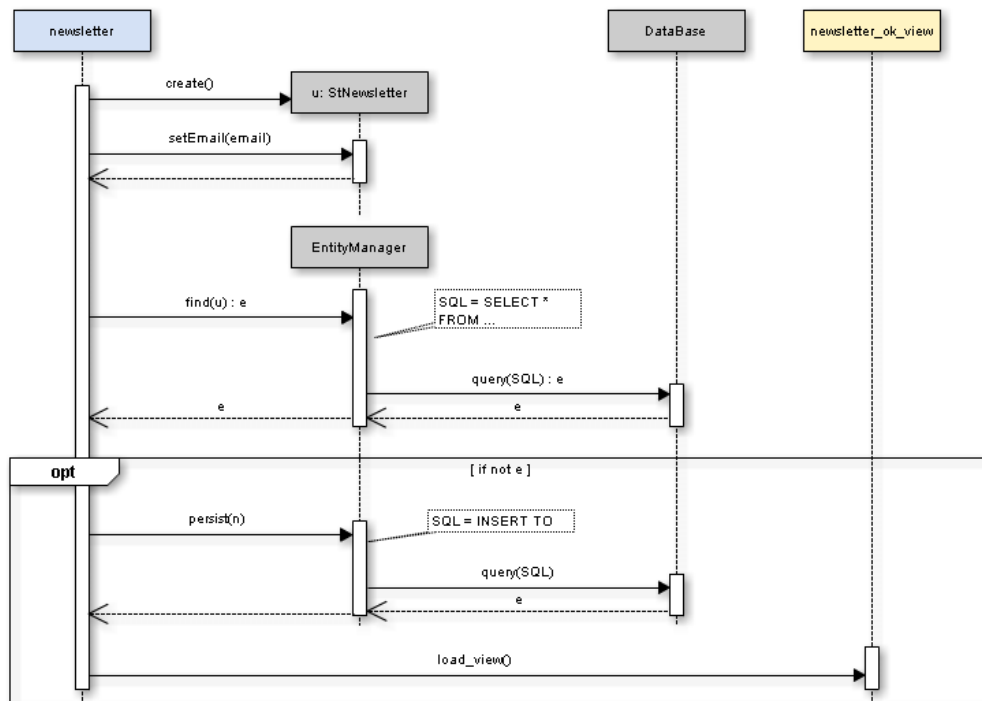 newsletter
DataBase
newsletter_ok_view
create()
u: StNewsletter
setEmail(email)
EntityManager
find(u) : e
SQL = SELECT *
FROM ...
query(SQL) : e
e
e
opt
[ if not e ]
persist(n)
SQL = INSERT TO
query(SQL)
e
load_view()